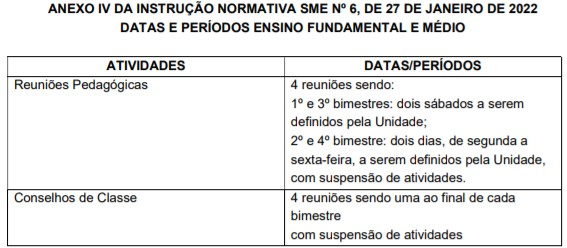 ANEXO IV DA INSTRUÇÃO NORMATIVA SME Nº 6, DE 27 DE JANEIRO DE 2022
DATAS E PERÍODOS ENSINO FUNDAMENTAL E MÉDIO
ATIVIDADES
DATAS/PERÍODOS
Reuniões Pedagógicas
4 reuniões sendo:
1º e 3º bimestres: dois sábados a serem
definidos pela Unidade;
2º e 4º bimestre: dois dias, de segunda a
sexta-feira, a serem definidos pela Unidade,
com suspensão de atividades.
Conselhos de Classe
4 reuniões sendo uma ao final de cada
bimestre
com suspensão de atividades